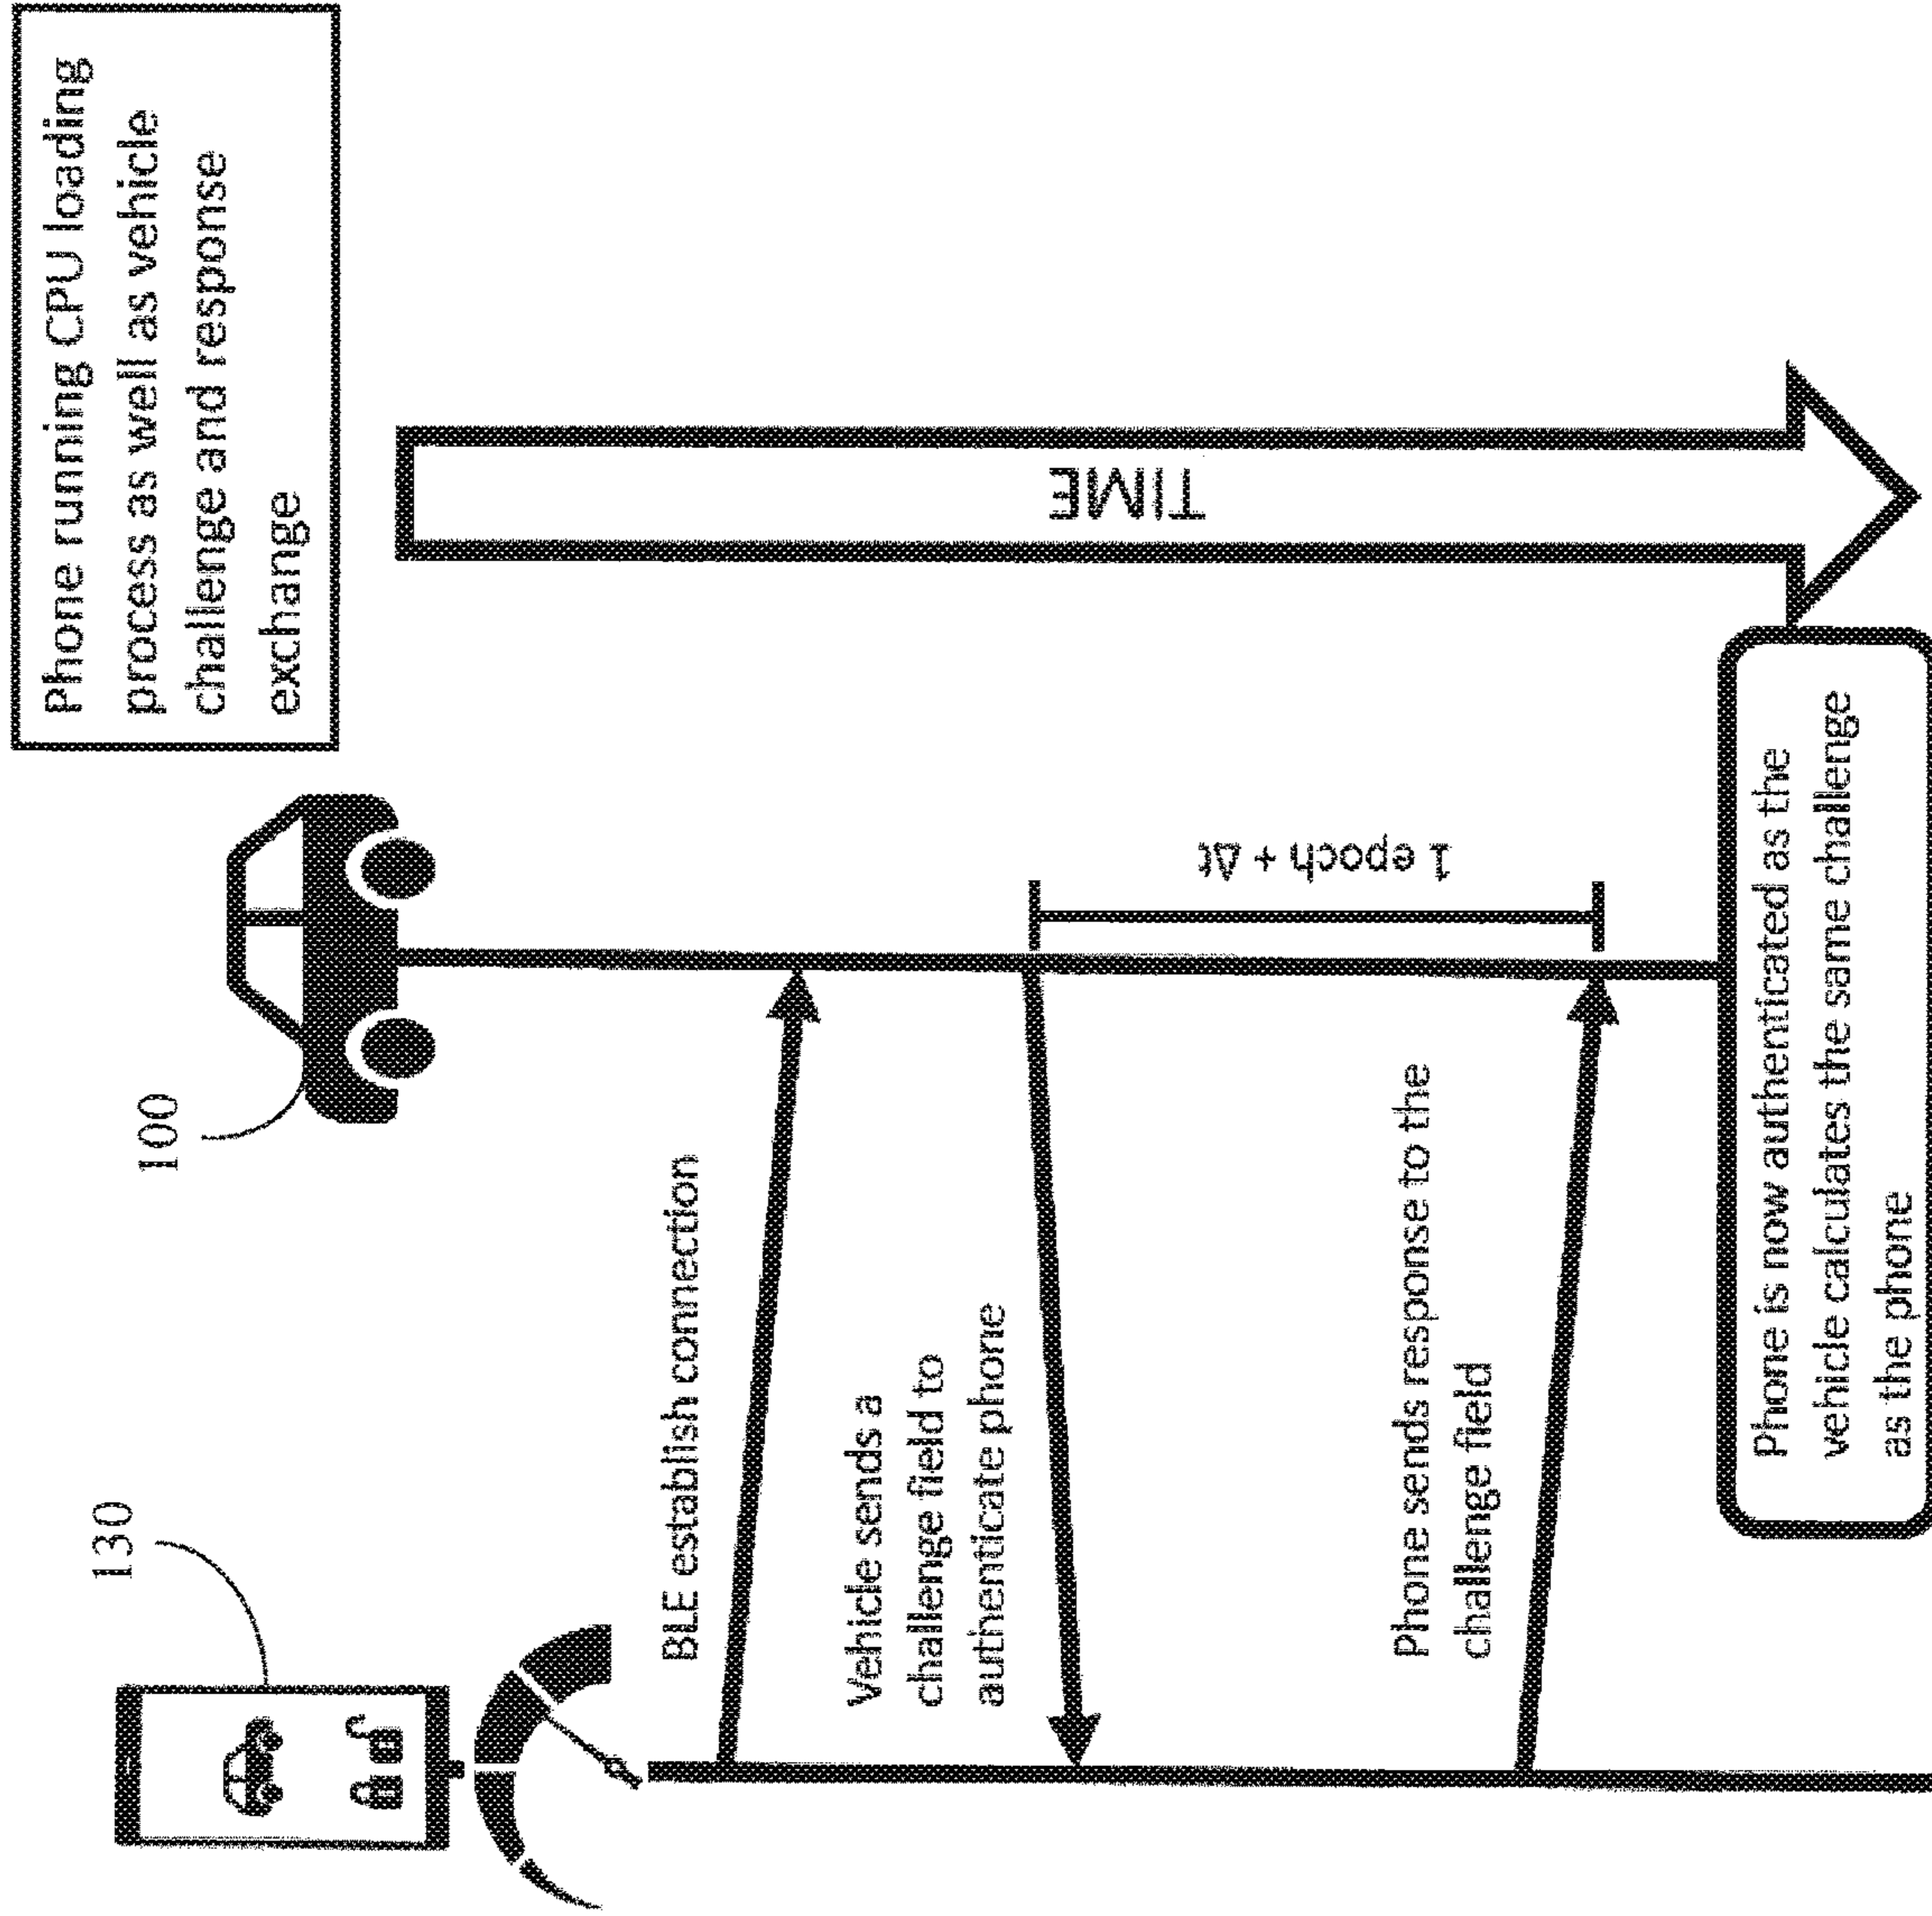 130
100
Phone running CPU loading
process as well as vehicle
challenge and response
exchange
BLE establish connection
Vehicle sends a
challenge field to
authenticate phone
1 epoch + Δt
TIME
Phone sends response to the
challenge field
Phone is now authenticated as the
vehicle calculates the same challenge
as the phone